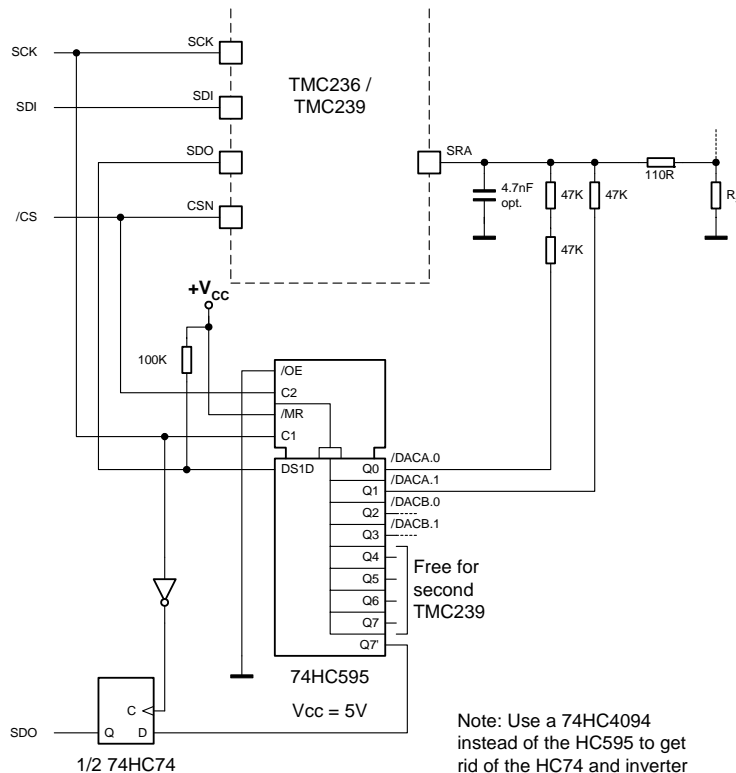 SCK
SCK
TMC236 /
TMC239
SDI
SDI
SDO
SRA
110R
4.7nF
opt.
47K
47K
R
/CS
CSN
47K
+VCC
100K
/OE
C2
/MR
C1
DS1D
Q0
/DACA.0
Q1
/DACA.1
Q2
/DACB.0
Q3
/DACB.1
Q4
Q5
Q6
Q7
Free for
second
TMC239
Q7'
74HC595
Vcc = 5V
C
SDO
Q
D
1/2 74HC74
Note: Use a 74HC4094
instead of the HC595 to get
rid of the HC74 and inverter